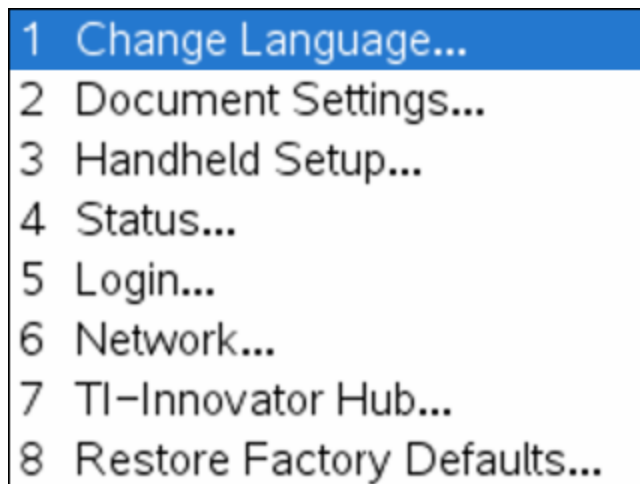 1 Change Language...
2 Document Settings...
3 Handheld Setup...
4 Status...
5 Login...
6 Network...
7 TI-Innovator Hub...
8 Restore Factory Defaults...